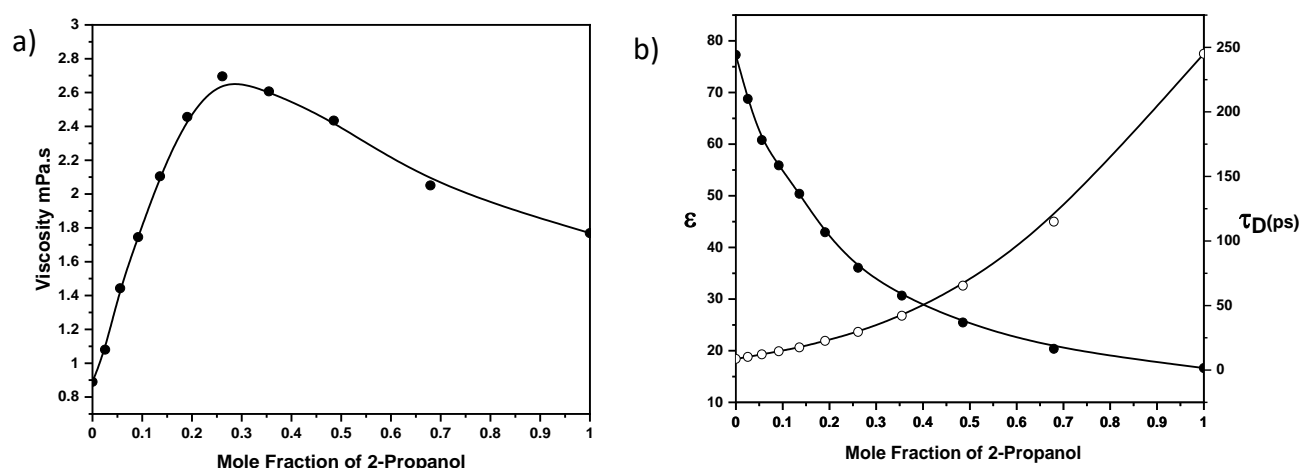 a)
Viscosity mPa.s
3
2.8
2.6
2.4
2.2
2
1.8
1.6
1.4
1.2
1
0.8
0 0.1 0.2 0.3 0.4 0.5 0.6 0.7 0.8 0.9 1
Mole Fraction of 2-Propanol
b)
ε
80
70
60
50
40
30
20
10
250
200
150
100
50
0
τD(ps)
0 0.1 0.2 0.3 0.4 0.5 0.6 0.7 0.8 0.9 1
Mole Fraction of 2-Propanol